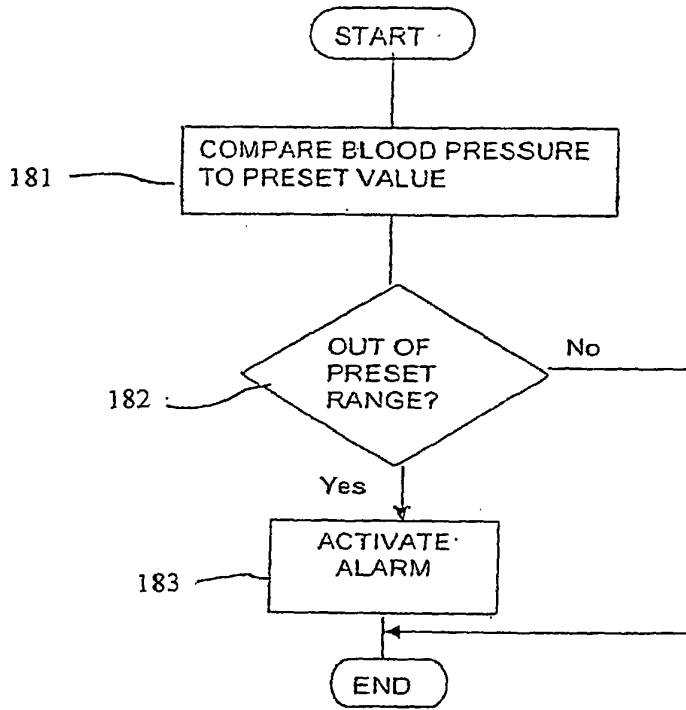 START
181
COMPARE BLOOD PRESSURE
TO PRESET VALUE
182
OUT OF
PRESET
RANGE?
No
Yes
183
ACTIVATE
ALARM
END